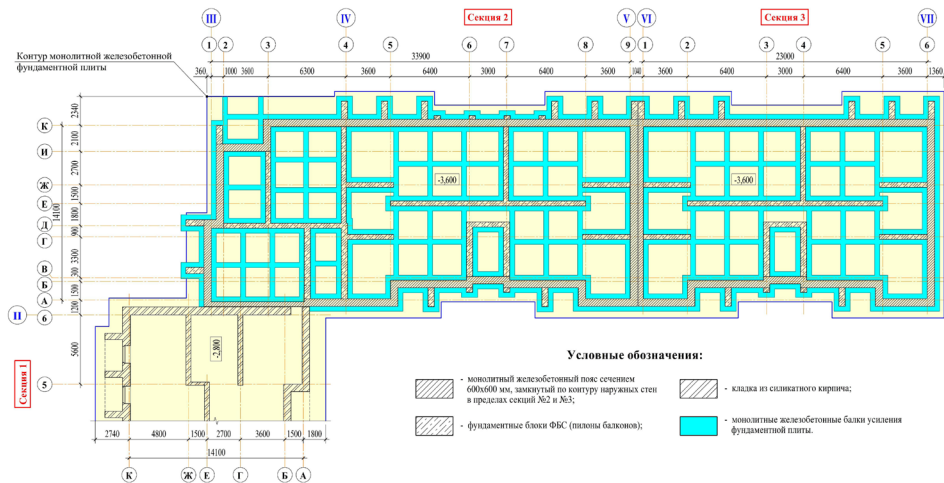 Секция 2
Секция 3
III
IV
V
VI
VII
1
2
3
4
5
6
7
8
9
1
2
3
4
5
6
33900
23000
Контур монолитной железобетонной
фундаментной плиты
360
1000
3600
6300
3600
6400
3000
6400
3600
3600
6400
3000
6400
3600
1360
К
И
Ж
Е
Д
Г
В
Б
А
6
II
5
2340
2100
2700
1500
1800
900
3300
300
1500
1200
5600
14100
-3,600
-3,600
-2,800
Секция 1
2740
4800
1500
2700
3600
1500
1800
14100
К
Ж
Е
Г
Б
А
Условные обозначения:
- монолитный железобетонный пояс сечением
600х600 мм, замкнутый по контуру наружных стен
в пределах секций №2 и №3;
- фундаментные блоки ФБС (пилоны балконов);
- кладка из силикатного кирпича;
- монолитные железобетонные балки усиления
фундаментной плиты.